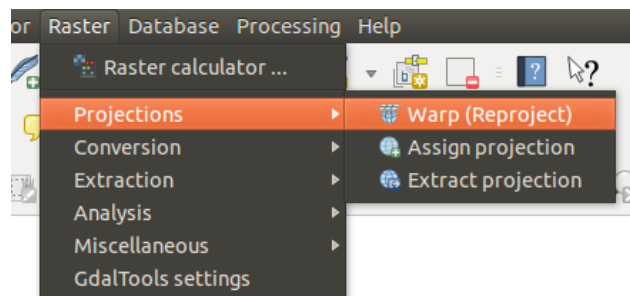 or Raster Database Processing Help
Raster calculator ...
Projections
Conversion
Extraction
Analysis
Miscellaneous
GdalTools settings
Warp (Reproject)
Assign projection
Extract projection